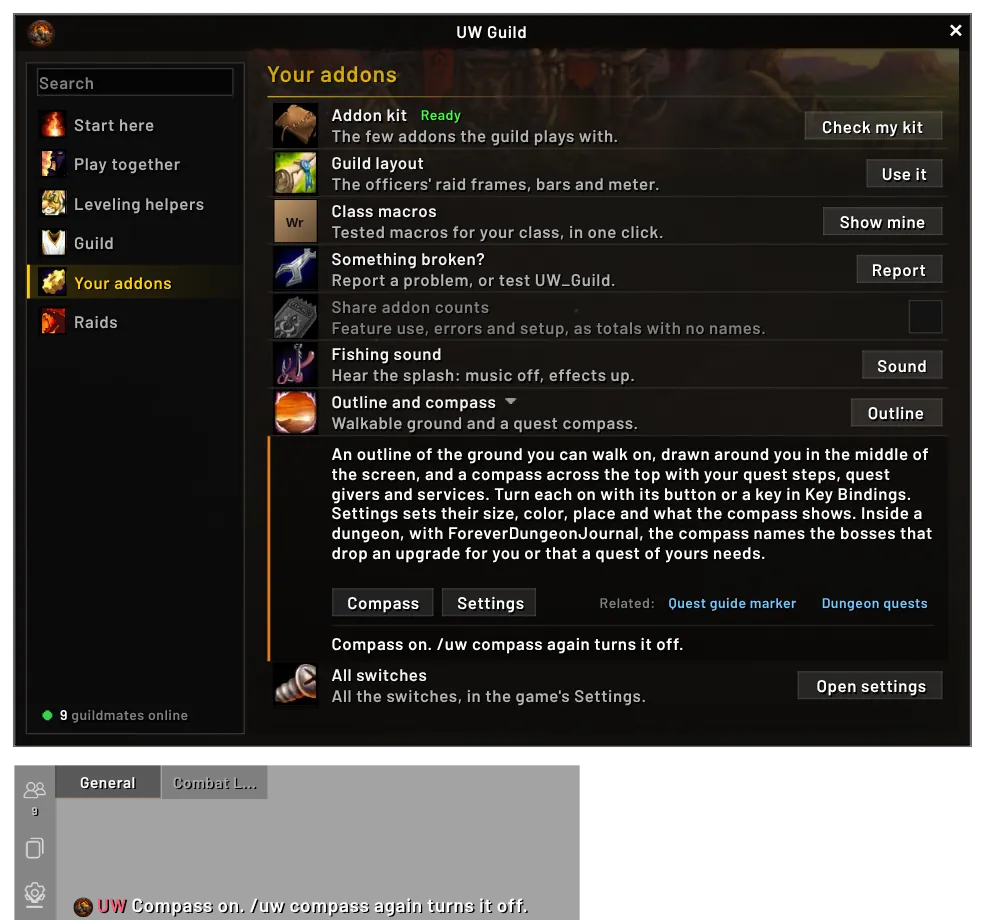 UW Guild
Search
Start here
Play together
Leveling helpers
Guild
Your addons
Raids
9 guildmates online
Your addons
Addon kit Ready
The few addons the guild plays with.
Check my kit
Guild layout
The officers' raid frames, bars and meter.
Use it
Wr
Class macros
Tested macros for your class, in one click.
Show mine
Something broken?
Report a problem, or test UW_Guild.
Report
Share addon counts
Feature use, errors and setup, as totals with no names.
Fishing sound
Hear the splash: music off, effects up.
Sound
Outline and compass
Walkable ground and a quest compass.
Outline
An outline of the ground you can walk on, drawn around you in the middle of
the screen, and a compass across the top with your quest steps, quest
givers and services. Turn each on with its button or a key in Key Bindings.
Settings sets their size, color, place and what the compass shows. Inside a
dungeon, with ForeverDungeonJournal, the compass names the bosses that
drop an upgrade for you or that a quest of yours needs.
Compass Settings Related: Quest guide marker Dungeon quests
Compass on. /uw compass again turns it off.
All switches
All the switches, in the game's Settings.
Open settings
General Combat L...
9
UW Compass on. /uw compass again turns it off.